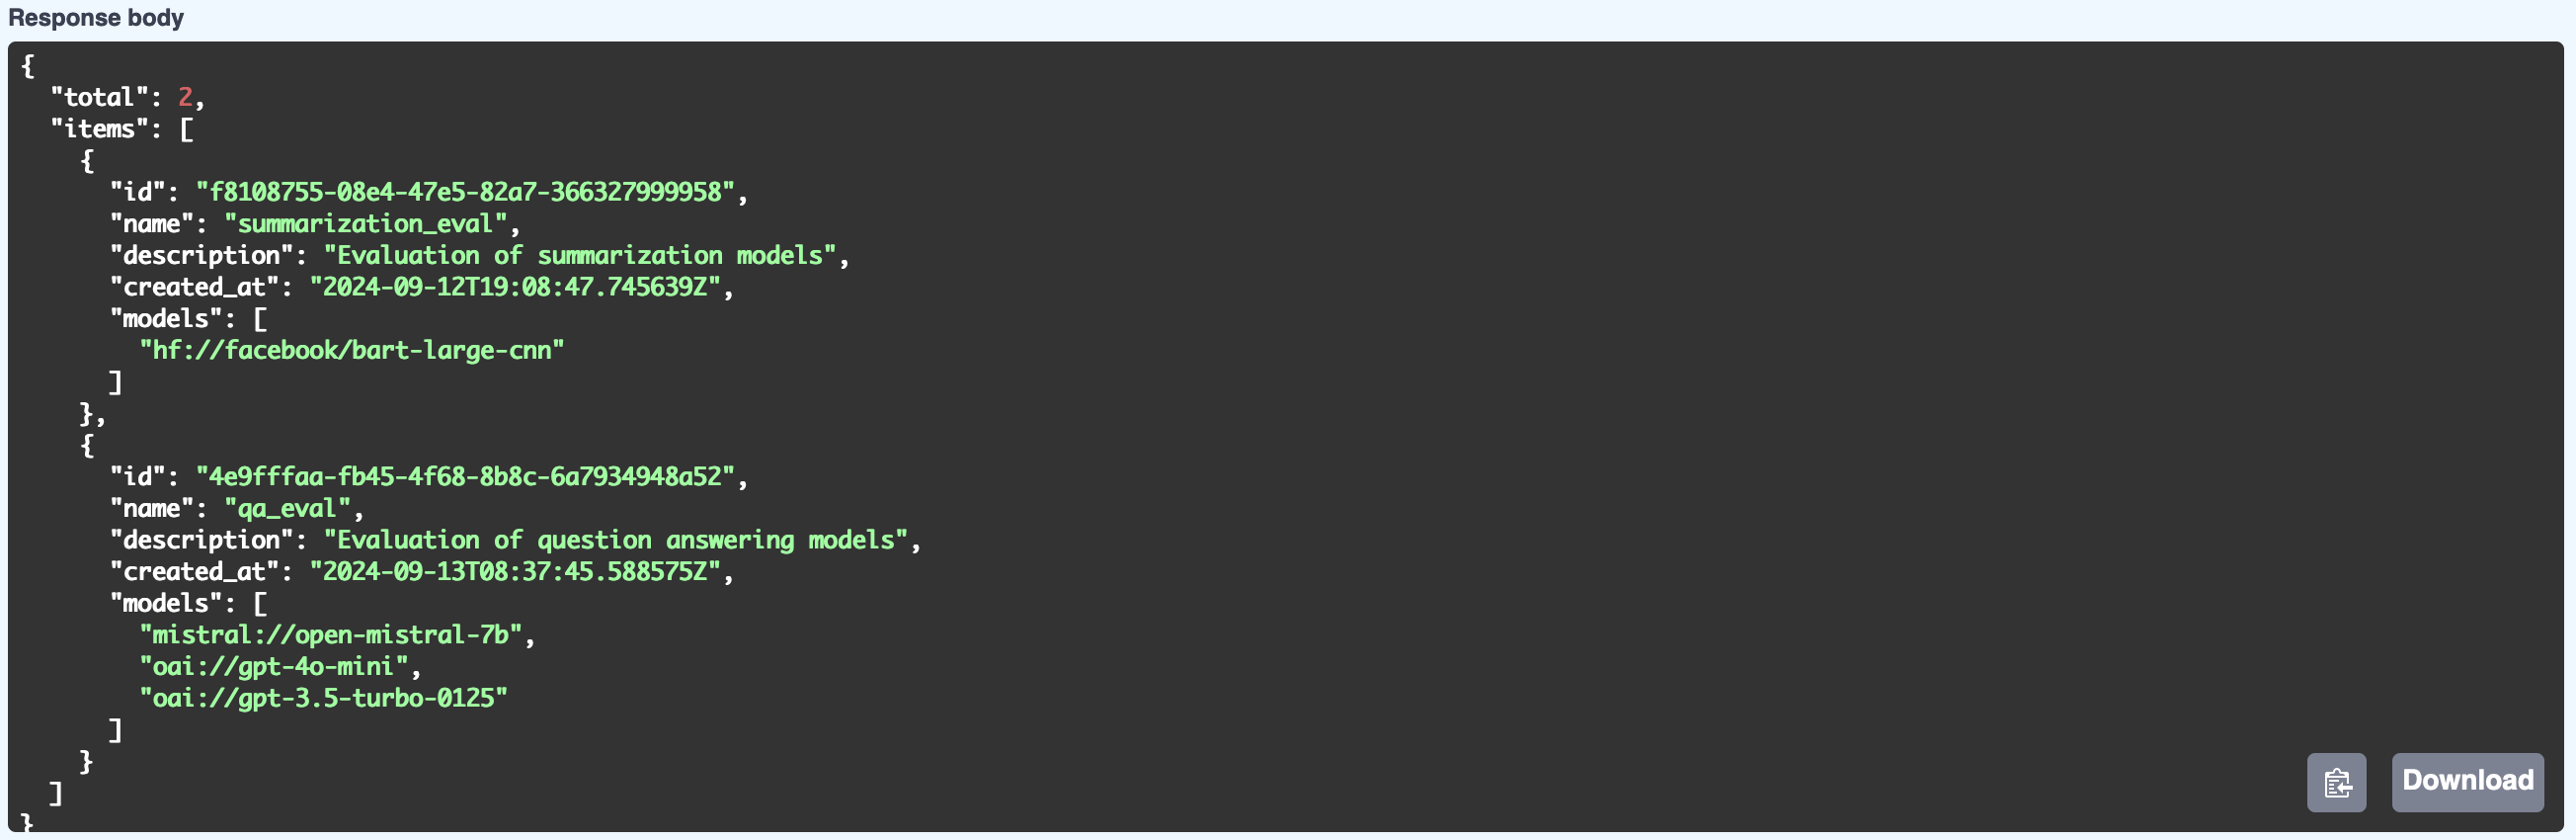 Response body
{
  "total": 2,
  "items": [
    {
      "id": "f8108755-08e4-47e5-82a7-366327999958",
      "name": "summarization_eval",
      "description": "Evaluation of summarization models",
      "created_at": "2024-09-12T19:08:47.745639Z",
      "models": [
        "hf://facebook/bart-large-cnn"
      ]
    },
    {
      "id": "4e9fffaa-fb45-4f68-8b8c-6a7934948a52",
      "name": "qa_eval",
      "description": "Evaluation of question answering models",
      "created_at": "2024-09-13T08:37:45.588575Z",
      "models": [
        "mistral://open-mistral-7b",
        "oai://gpt-4o-mini",
        "oai://gpt-3.5-turbo-0125"
      ]
    }
  ]
}
Download